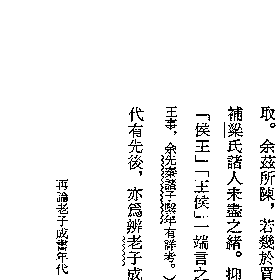 取。余茲所陳，若幾於
補梁氏諸人未盡之緒。抑
「侯王」「王侯」一端言之
王事，余先秦諸子繫年有詳考。
代有先後，亦為辨老子成
再論老子成書年代